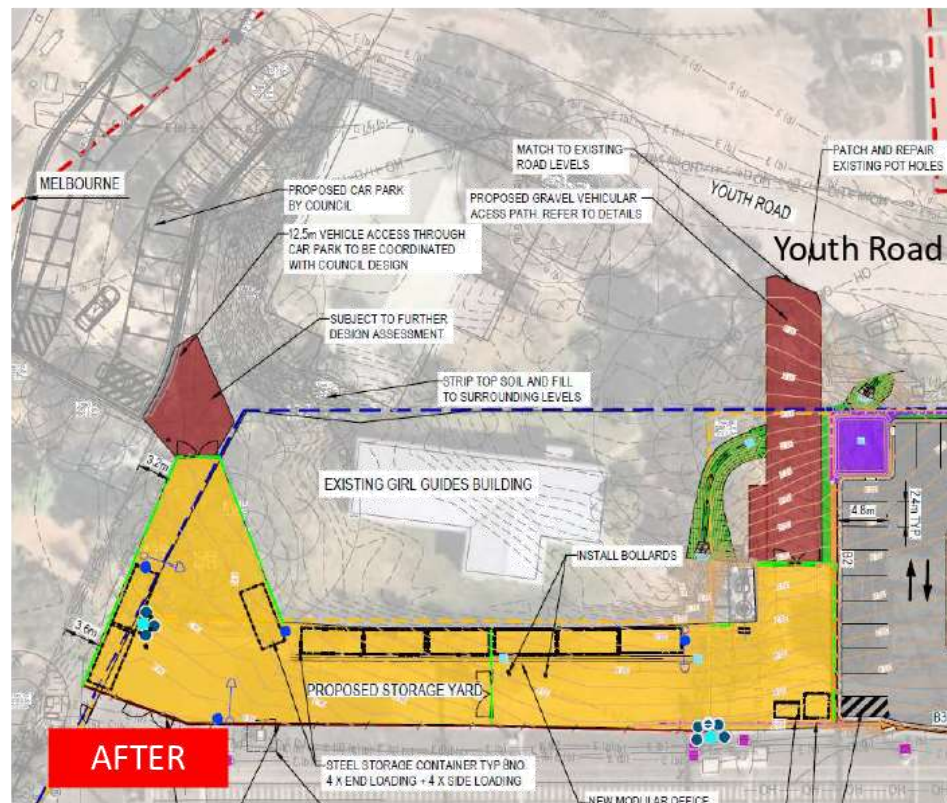 MELBOURNE
PROPOSED CAR PARK
BY COUNCIL
12.5m VEHICLE ACCESS THROUGH
CAR PARK TO BE COORDINATED
WITH COUNCIL DESIGN
SUBJECT TO FURTHER
DESIGN ASSESSMENT
STRIP TOP SOIL AND FILL
TO SURROUNDING LEVELS
MATCH TO EXISTING
ROAD LEVELS
PROPOSED GRAVEL VEHICULAR
ACESS PATH, REFER TO DETAILS
YOUTH ROAD
PATCH AND REPAIR
EXISTING POT HOLES
Youth Road
3.2m
EXISTING GIRL GUIDES BUILDING
INSTALL BOLLARDS
4.8m
2.4m TYP
B2
3.6m
PROPOSED STORAGE YARD
B3
AFTER
STEEL STORAGE CONTAINER TYP 8NO.
4 X END LOADING + 4 X SIDE LOADING
NEW MODULAR OFFICE